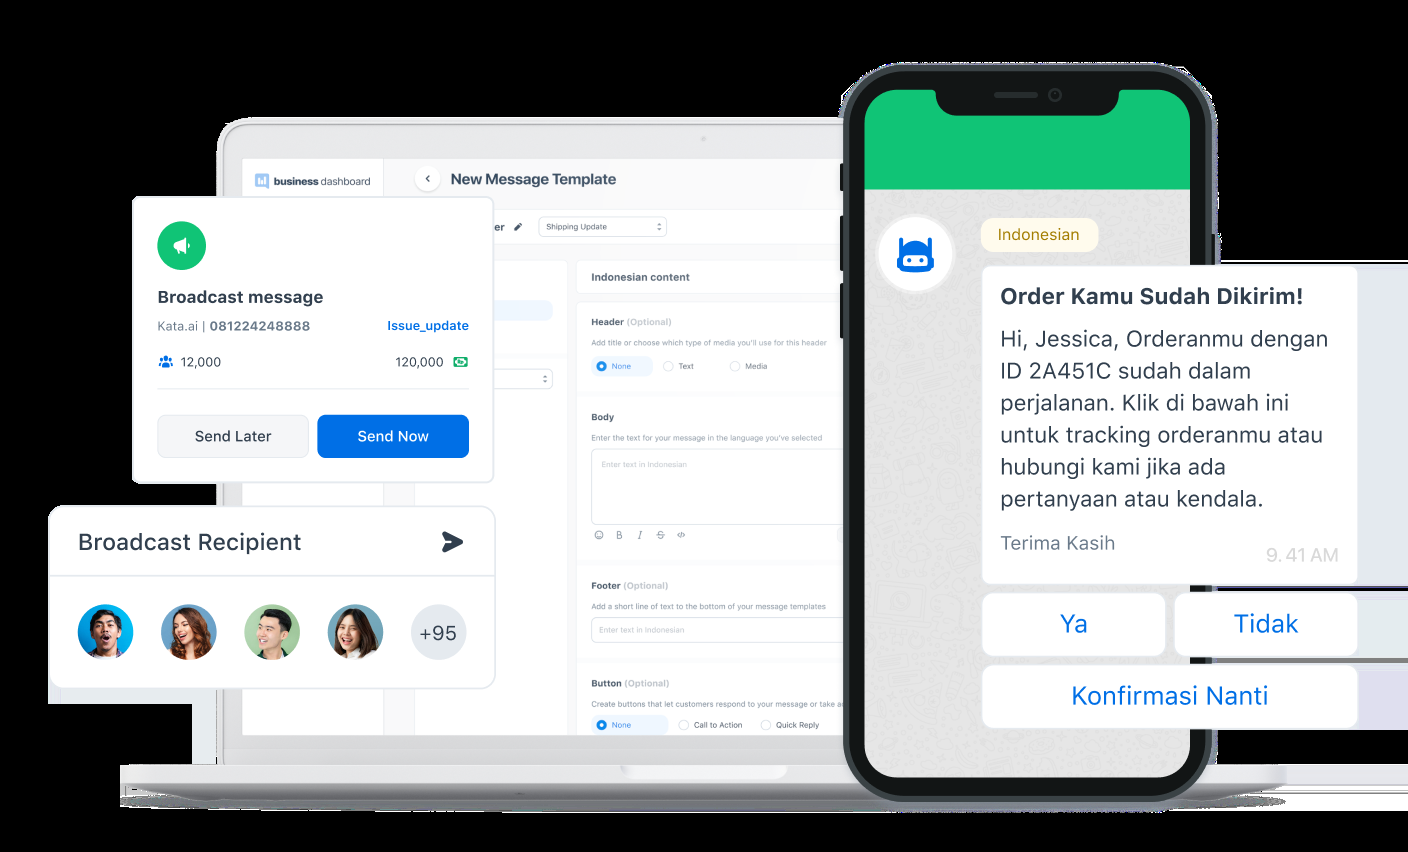 business dashboard
New Message Template
er
Shipping Update
Broadcast message
Kata.ai | 081224248888
Issue_update
12,000
120,000
Send Later
Send Now
Broadcast Recipient
+95
Indonesian content
Header (Optional)
Add title or choose which type of media you'll use for this header
None
Text
Media
Body
Enter the text for your message in the language you've selected
Enter text in Indonesian
B I S </>
Footer (Optional)
Add a short line of text to the bottom of your message templates
Enter text in Indonesian
Button (Optional)
Create buttons that let customers respond to your message or take a
None
Call to Action
Quick Reply
Indonesian
Order Kamu Sudah Dikirim!
Hi, Jessica, Orderanmu dengan
ID 2A451C sudah dalam
perjalanan. Klik di bawah ini
untuk tracking orderanmu atau
hubungi kami jika ada
pertanyaan atau kendala.
Terima Kasih
9. 41 AM
Ya
Tidak
Konfirmasi Nanti